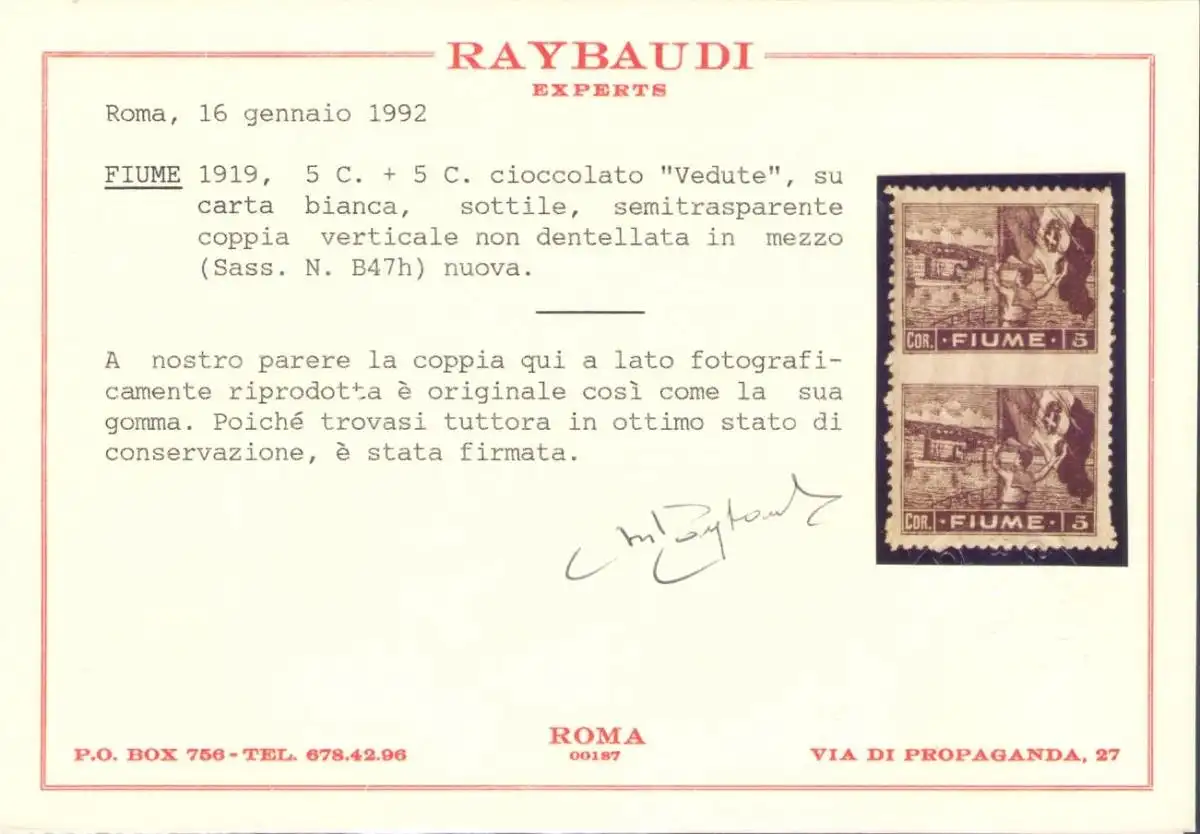 RAYBAUDI
EXPERTS
Roma, 16 gennaio 1992
FIUME 1919, 5 C. + 5 C. cioccolato "Vedute", su
carta bianca, sottile, semitrasparente
coppia verticale non dentellata in mezzo
(Sass. N. B47h) nuova.
A nostro parere la coppia qui a lato fotografi-
camente riprodotta è originale così come la sua
gomma. Poiché trovasi tuttora in ottimo stato di
conservazione, è stata firmata.
COR. ·FIUME· 5
COR. ·FIUME· 5
ROMA
00187
P.O. BOX 756 - TEL. 678.42.96
VIA DI PROPAGANDA, 27